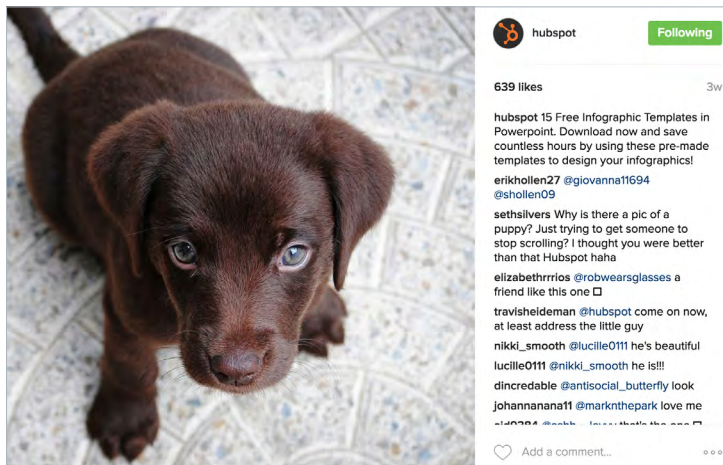 hubspot
Following
639 likes
3w
hubspot 15 Free Infographic Templates in
Powerpoint. Download now and save
countless hours by using these pre-made
templates to design your infographics!
erikhollen27 @giovanna11694
@shollen09
sethsilvers Why is there a pic of a
puppy? Just trying to get someone to
stop scrolling? I thought you were better
than that Hubspot haha
elizabethrrrios @robwearsglasses a
friend like this one
travisheideman @hubspot come on now,
at least address the little guy
nikki_smooth @lucille0111 he's beautiful
lucille0111 @nikki_smooth he is!!!
dincredable @antisocial_butterfly look
johannanana11 @marknthepark love me
that's the one
Add a comment...